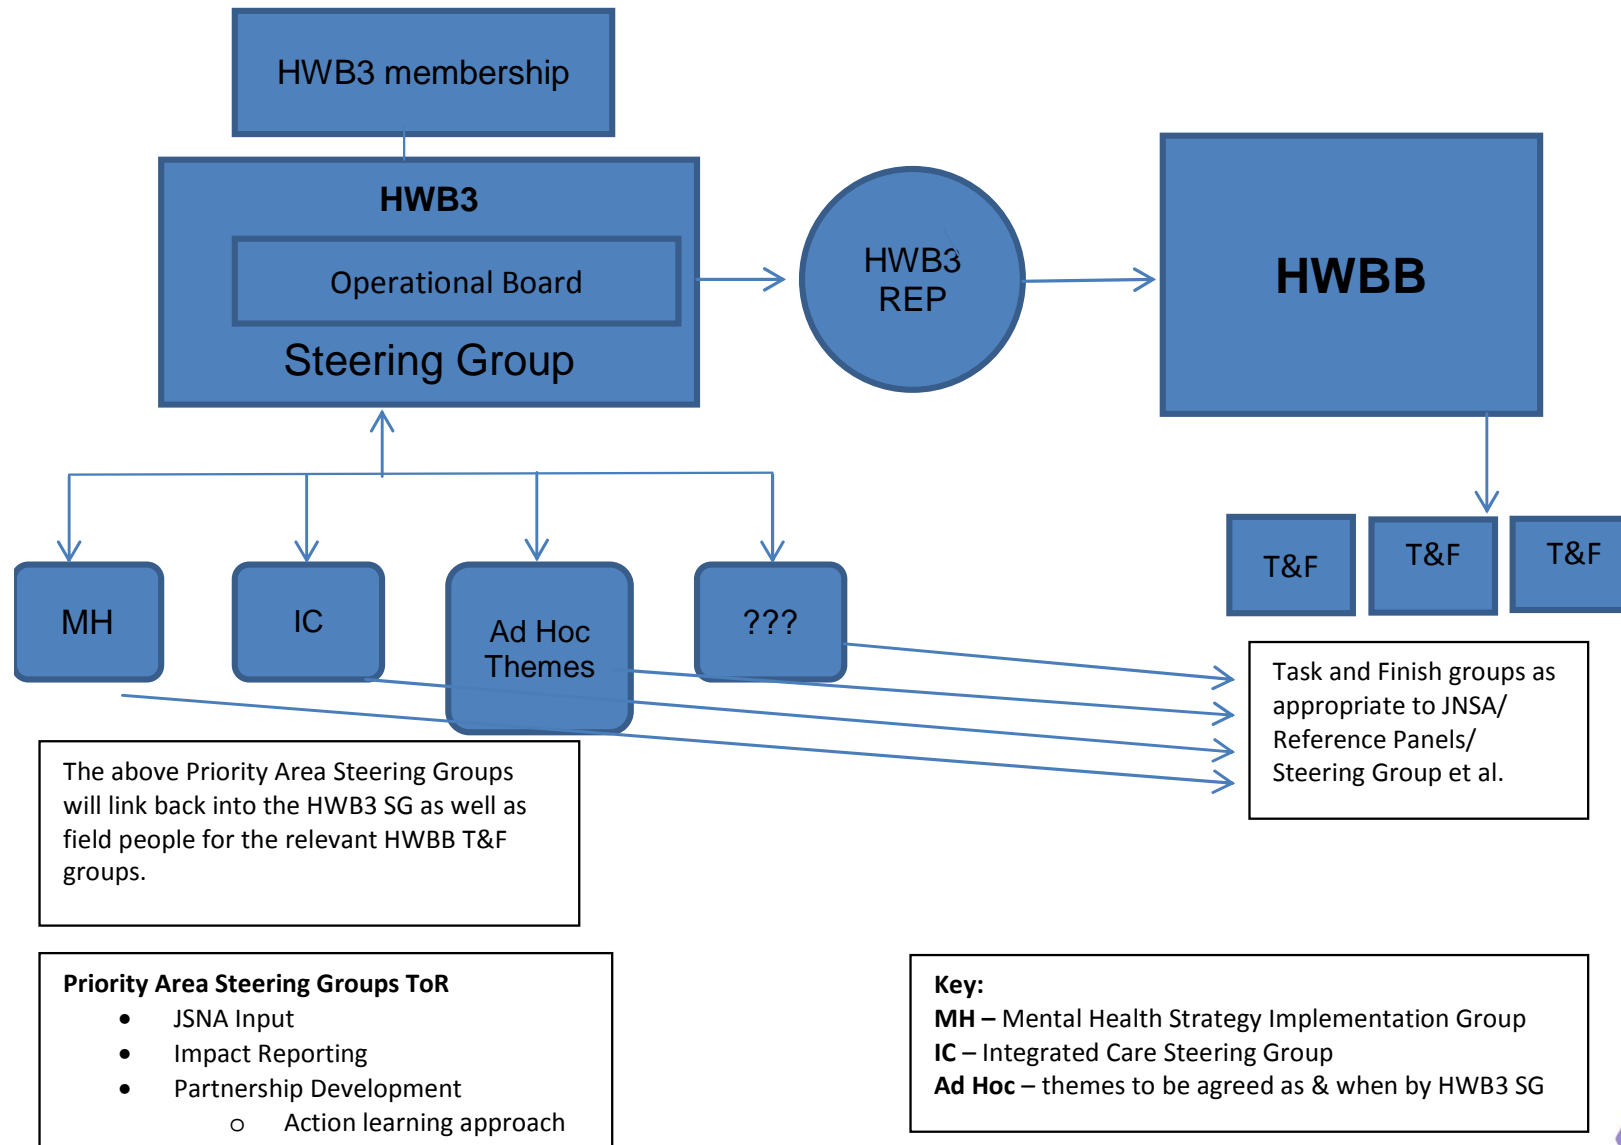 HWB3 membership
HWB3
Operational Board
Steering Group
HWB3
REP
HWBB
MH
IC
Ad Hoc
Themes
???
T&F
T&F
T&F
Task and Finish groups as
appropriate to JNSA/
Reference Panels/
Steering Group et al.
The above Priority Area Steering Groups
will link back into the HWB3 SG as well as
field people for the relevant HWBB T&F
groups.
Priority Area Steering Groups ToR
• JSNA Input
• Impact Reporting
• Partnership Development
o Action learning approach
Key:
MH – Mental Health Strategy Implementation Group
IC – Integrated Care Steering Group
Ad Hoc – themes to be agreed as & when by HWB3 SG